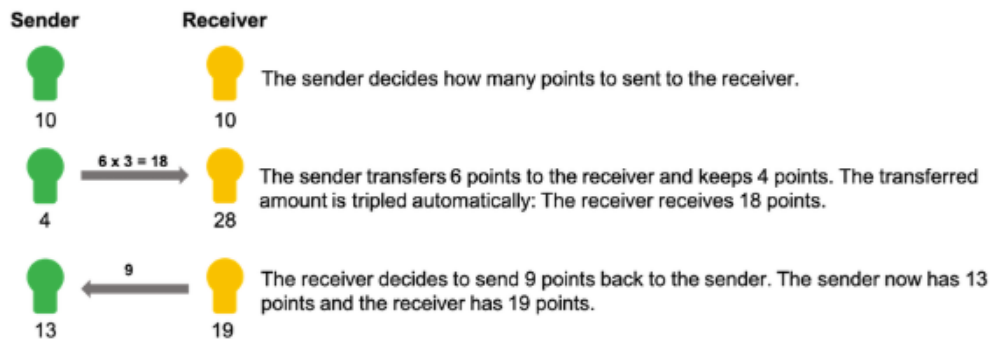 Sender Receiver
The sender decides how many points to sent to the receiver.
10 10
6 x 3 = 18
The sender transfers 6 points to the receiver and keeps 4 points. The transferred
amount is tripled automatically: The receiver receives 18 points.
4 28
9
The receiver decides to send 9 points back to the sender. The sender now has 13
points and the receiver has 19 points.
13 19